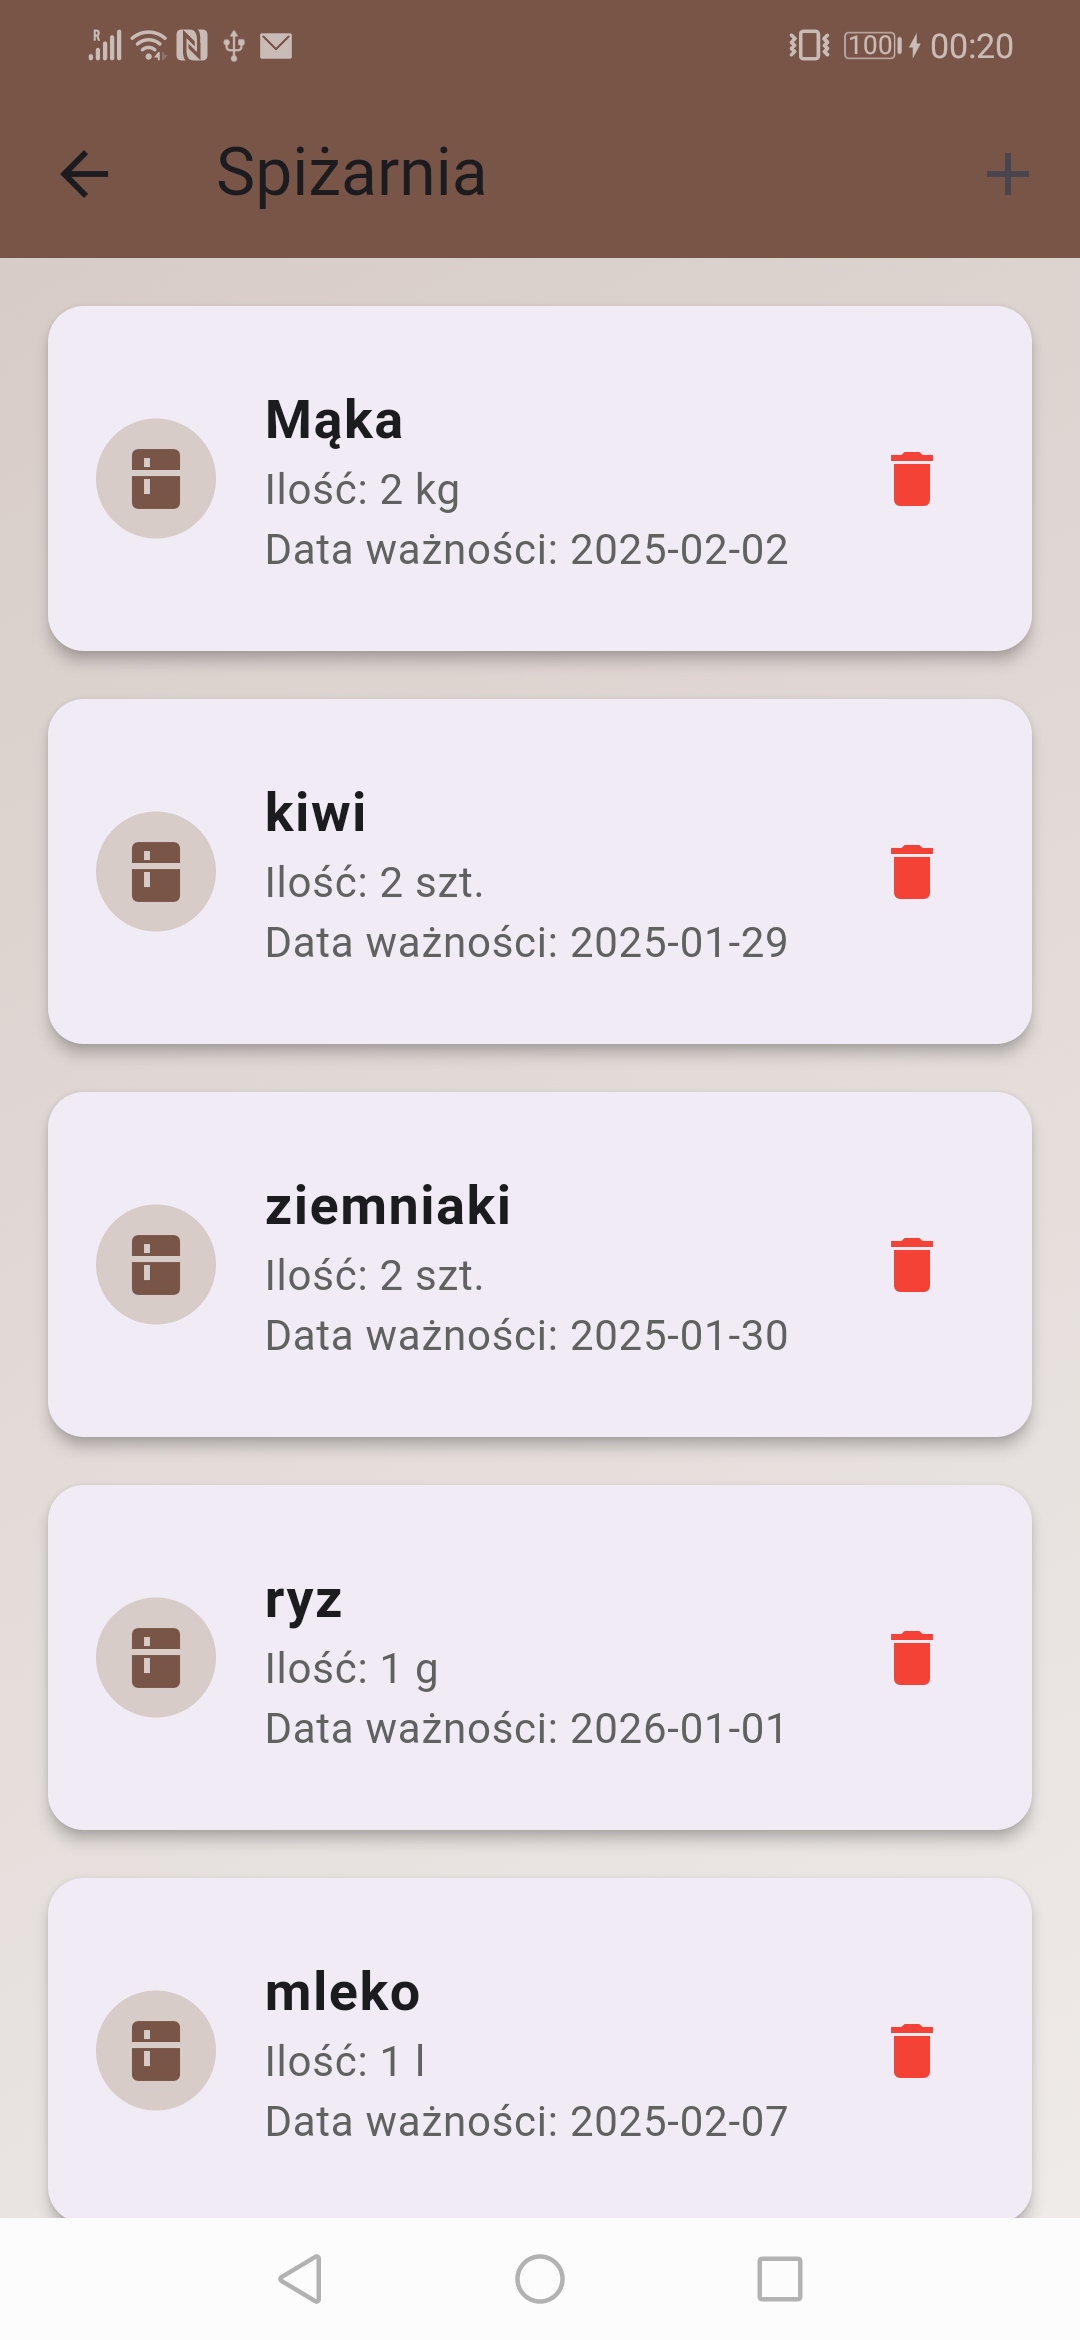 R 100 00:20
Spiżarnia
Mąka
Ilość: 2 kg
Data ważności: 2025-02-02
kiwi
Ilość: 2 szt.
Data ważności: 2025-01-29
ziemniaki
Ilość: 2 szt.
Data ważności: 2025-01-30
ryz
Ilość: 1 g
Data ważności: 2026-01-01
mleko
Ilość: 1 l
Data ważności: 2025-02-07